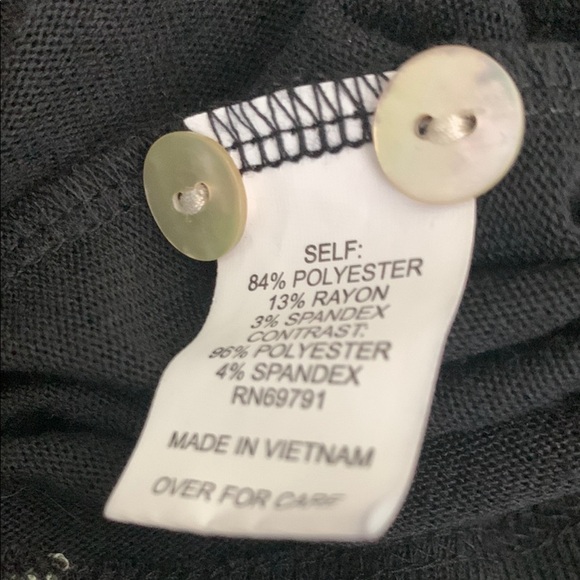 SELF:
84% POLYESTER
13% RAYON
3% SPANDEX
CONTRAST:
96% POLYESTER
4% SPANDEX
RN69791
MADE IN VIETNAM
OVER FOR CARE